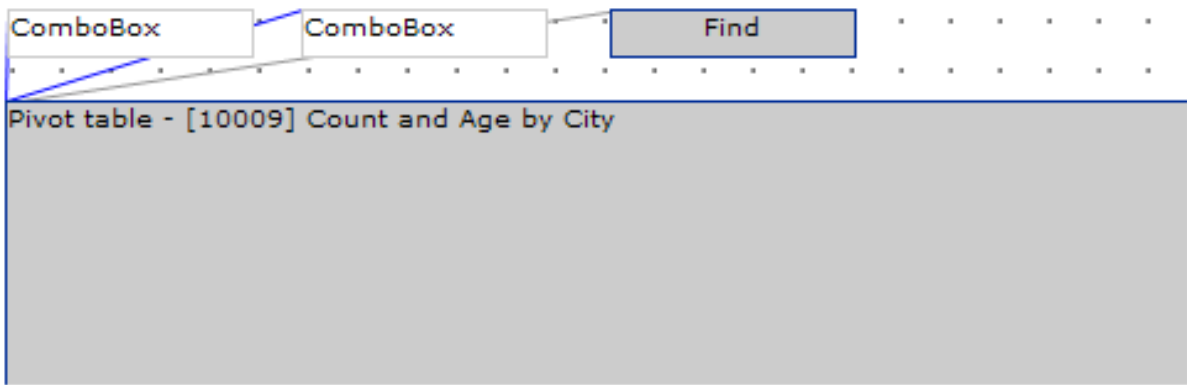 ComboBox ComboBox Find
Pivot table - [10009] Count and Age by City